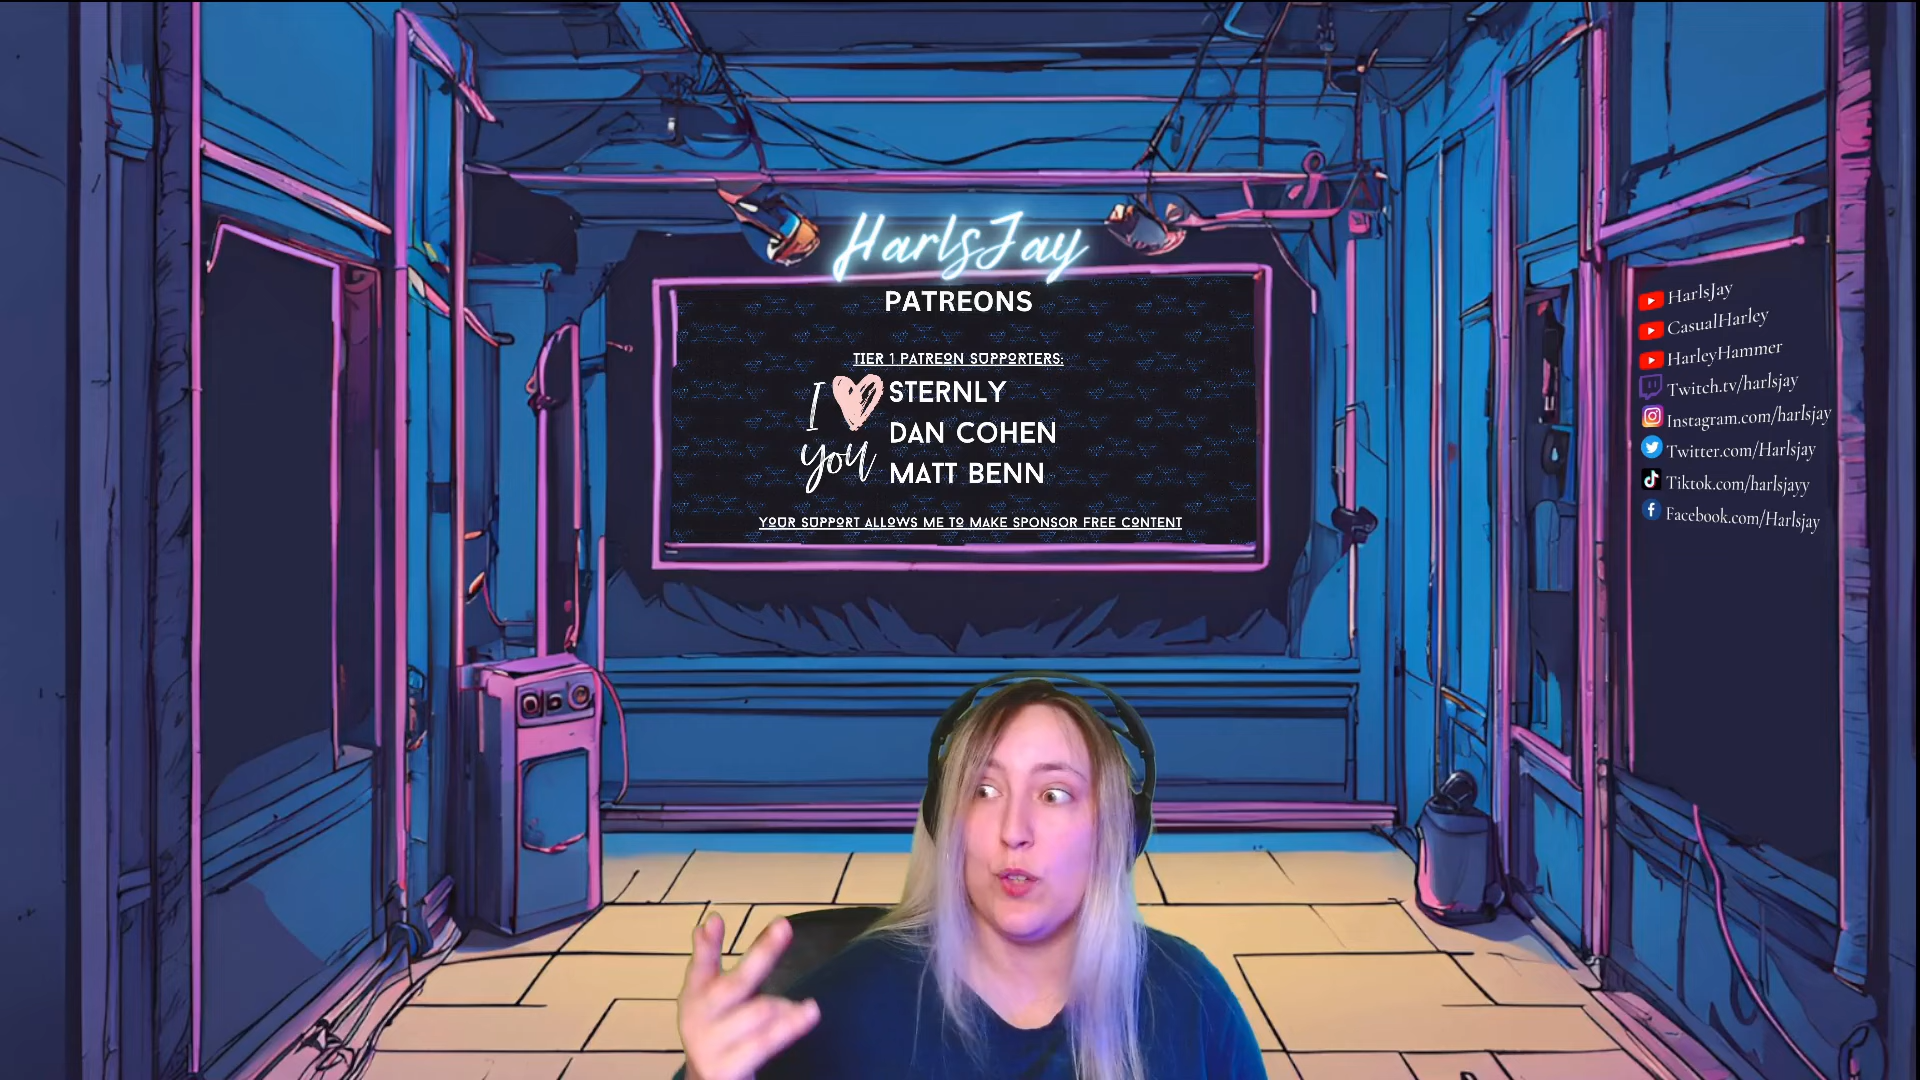 HarlsJay
PATREONS
TIER 1 PATREON SUPPORTERS:
I
you
STERNLY
DAN COHEN
MATT BENN
YOUR SUPPORT ALLOWS ME TO MAKE SPONSOR FREE CONTENT
HarlsJay
CasualHarley
HarleyHammer
Twitch.tv/harlsjay
Instagram.com/harlsjay
Twitter.com/Harlsjay
Tiktok.com/harlsjayy
Facebook.com/Harlsjay